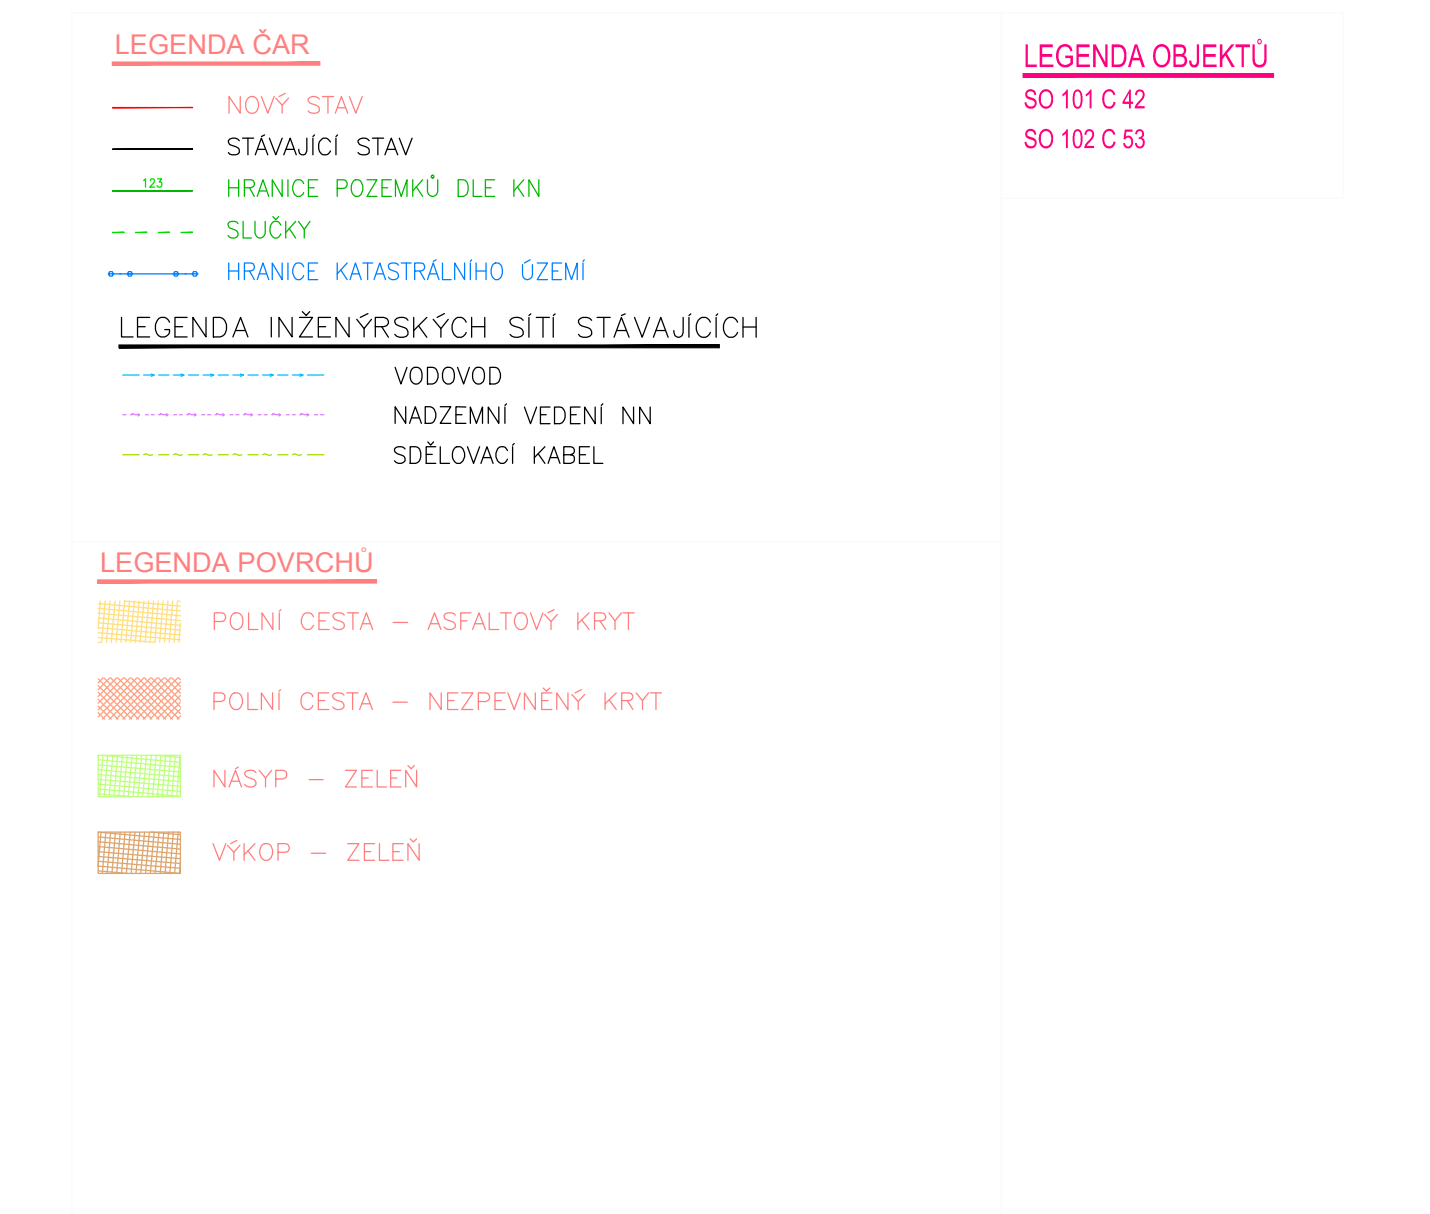 LEGENDA ČAR
NOVÝ STAV
STÁVAJÍCÍ STAV
123
HRANICE POZEMKŮ DLE KN
SLUČKY
HRANICE KATASTRÁLNÍHO ÚZEMÍ
LEGENDA INŽENÝRSKÝCH SÍTÍ STÁVAJÍCÍCH
VODOVOD
NADZEMNÍ VEDENÍ NN
SDĚLOVACÍ KABEL
LEGENDA POVRCHŮ
POLNÍ CESTA – ASFALTOVÝ KRYT
POLNÍ CESTA – NEZPEVNĚNÝ KRYT
NÁSYP – ZELEŇ
VÝKOP – ZELEŇ
LEGENDA OBJEKTŮ
SO 101 C 42
SO 102 C 53